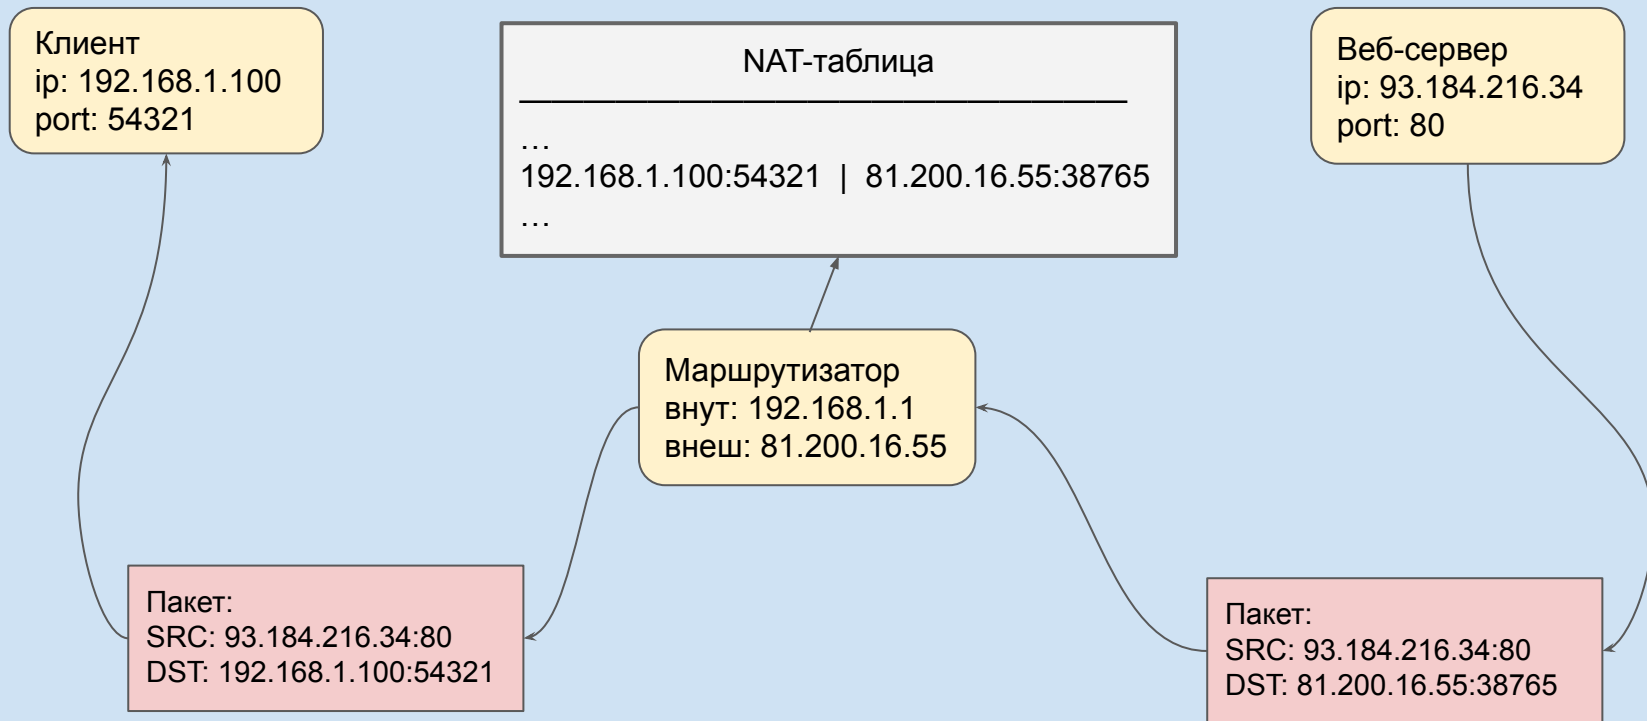 Клиент
ip: 192.168.1.100
port: 54321
NAT-таблица
…
192.168.1.100:54321 | 81.200.16.55:38765
…
Веб-сервер
ip: 93.184.216.34
port: 80
Маршрутизатор
внут: 192.168.1.1
внеш: 81.200.16.55
Пакет:
SRC: 93.184.216.34:80
DST: 192.168.1.100:54321
Пакет:
SRC: 93.184.216.34:80
DST: 81.200.16.55:38765